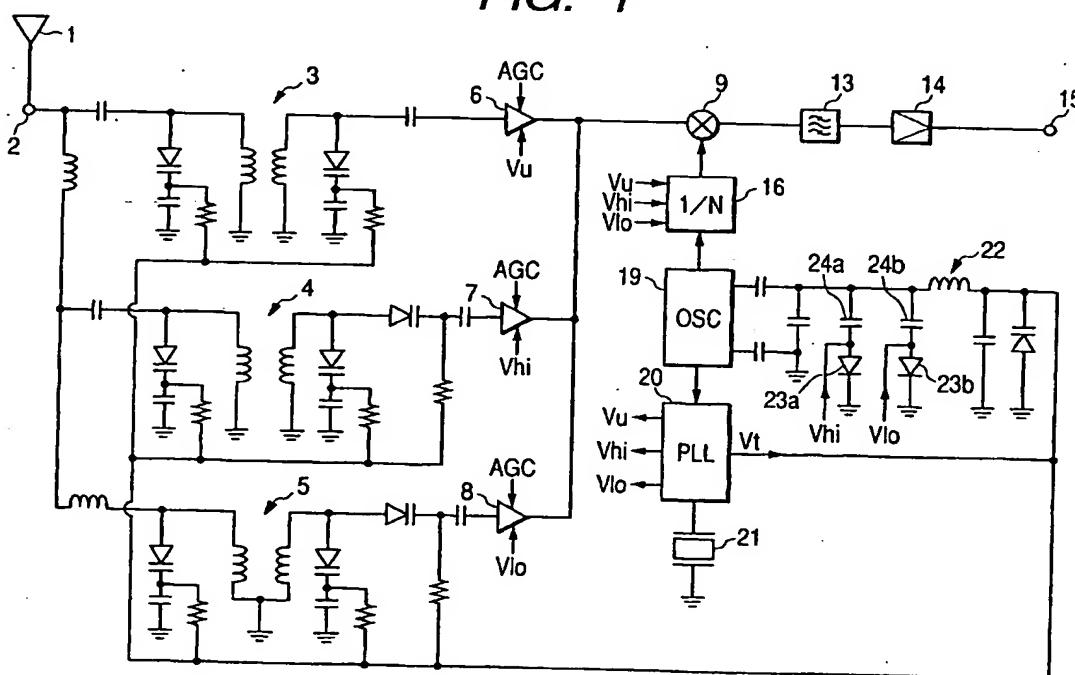 FIG. 1
1
2
3
AGC
6
Vu
9
13
14
15
Vu
Vhi
Vlo
1/N
16
4
AGC
7
Vhi
19
OSC
24a
24b
22
23a
23b
Vhi
Vlo
20
Vu
Vhi
Vlo
PLL
Vt
5
AGC
8
Vlo
21